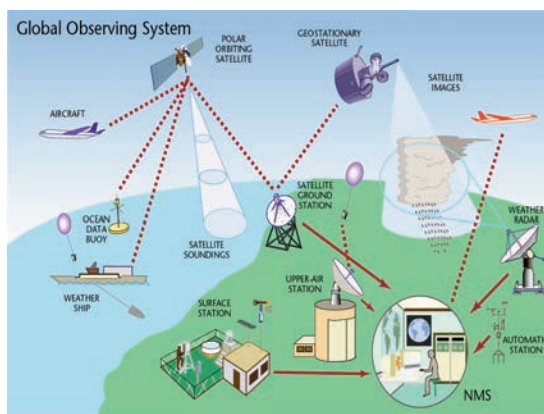 Global Observing System
POLAR
ORBITING
SATELLITE
GEOSTATIONARY
SATELLITE
SATELLITE
IMAGES
AIRCRAFT
OCEAN
DATA
BUOY
SATELLITE
GROUND
STATION
WEATHER
RADAR
SATELLITE
SOUNDINGS
UPPER-AIR
STATION
WEATHER
SHIP
SURFACE
STATION
AUTOMATIC
STATION
NMS